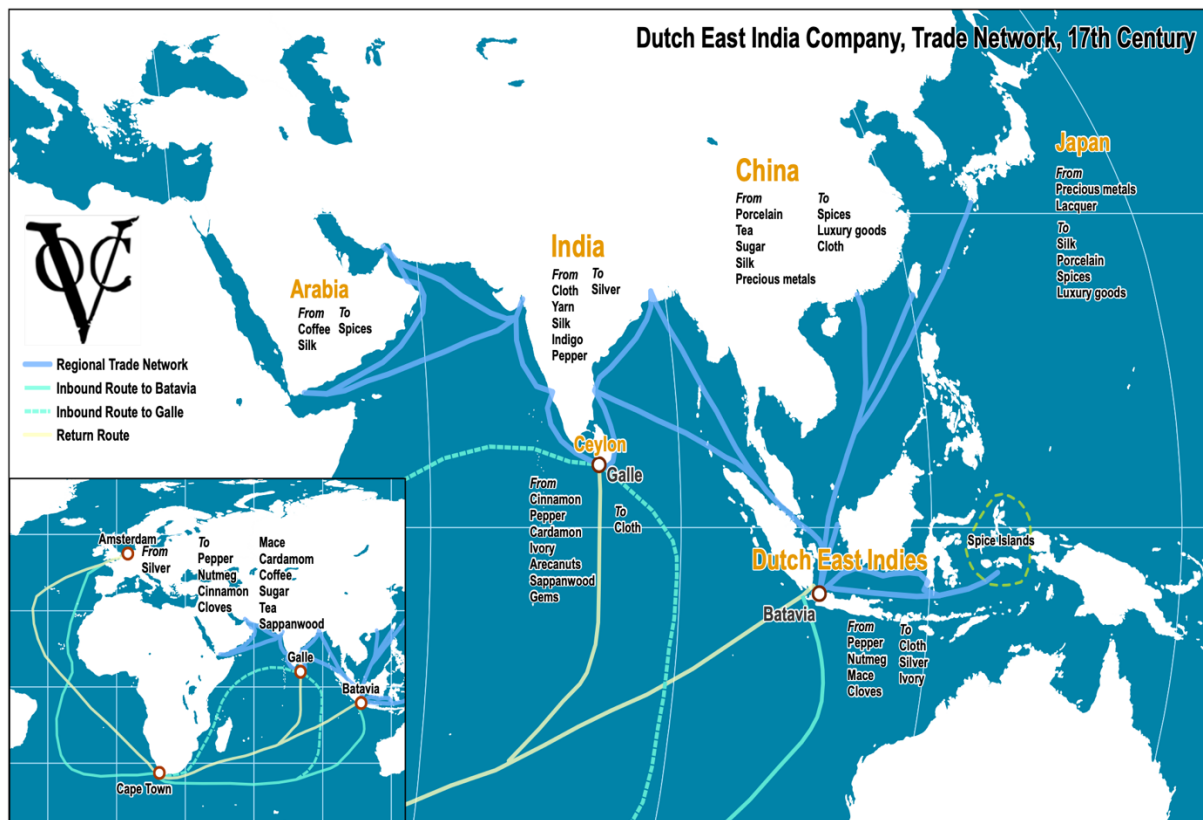 Dutch East India Company, Trade Network, 17th Century
Japan
From
Precious metals
Lacquer
To
Silk
Porcelain
Spices
Luxury goods
China
From
Porcelain
Tea
Sugar
Silk
Precious metals
To
Spices
Luxury goods
Cloth
India
From
Cloth
Yarn
Silk
Indigo
Pepper
To
Silver
Arabia
From
Coffee
Silk
To
Spices
VOC
Regional Trade Network
Inbound Route to Batavia
Inbound Route to Galle
Return Route
Ceylon
Galle
From
Cinnamon
Pepper
Cardamon
Ivory
Arecanuts
Sappanwood
Gems
To
Cloth
Spice Islands
Dutch East Indies
Batavia
From
Pepper
Nutmeg
Mace
Cloves
To
Cloth
Silver
Ivory
Amsterdam
From
Silver
To
Pepper
Nutmeg
Cinnamon
Cloves
Mace
Cardamom
Coffee
Sugar
Tea
Sappanwood
Galle
Batavia
Cape Town